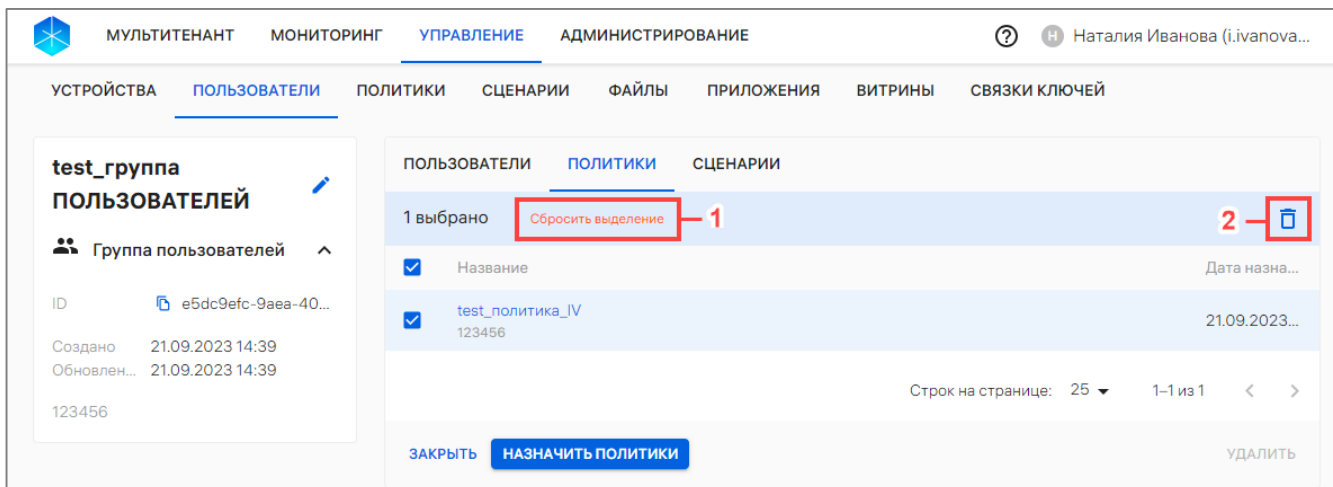 МУЛЬТИТЕНАНТ МОНИТОРИНГ УПРАВЛЕНИЕ АДМИНИСТРИРОВАНИЕ ? Н Наталия Иванова (i.ivanova...
УСТРОЙСТВА ПОЛЬЗОВАТЕЛИ ПОЛИТИКИ СЦЕНАРИИ ФАЙЛЫ ПРИЛОЖЕНИЯ ВИТРИНЫ СВЯЗКИ КЛЮЧЕЙ
test_группа
ПОЛЬЗОВАТЕЛЕЙ
Группа пользователей
ID e5dc9efc-9aea-40...
Создано 21.09.2023 14:39
Обновлен... 21.09.2023 14:39
123456
ПОЛЬЗОВАТЕЛИ ПОЛИТИКИ СЦЕНАРИИ
1 выбрано Сбросить выделение 1 2
Название Дата назна...
test_политика_IV 21.09.2023...
123456
Строк на странице: 25 1–1 из 1 < >
ЗАКРЫТЬ НАЗНАЧИТЬ ПОЛИТИКИ УДАЛИТЬ